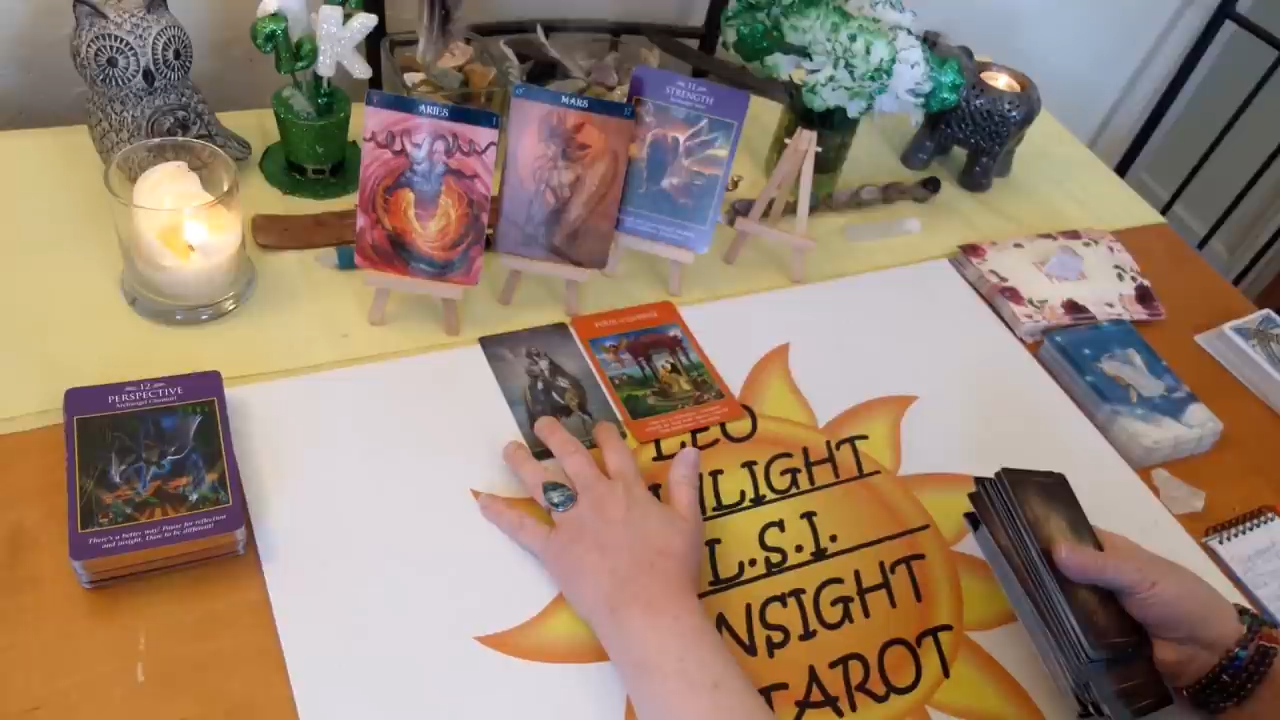 K
ARIES
MARS
11
STRENGTH
12
PERSPECTIVE
Archangel Chamuel
There's a better way! Pause for reflection
and insight. Dare to be different!
LEO
NLIGHT
L.S.I.
NSIGHT
TAROT